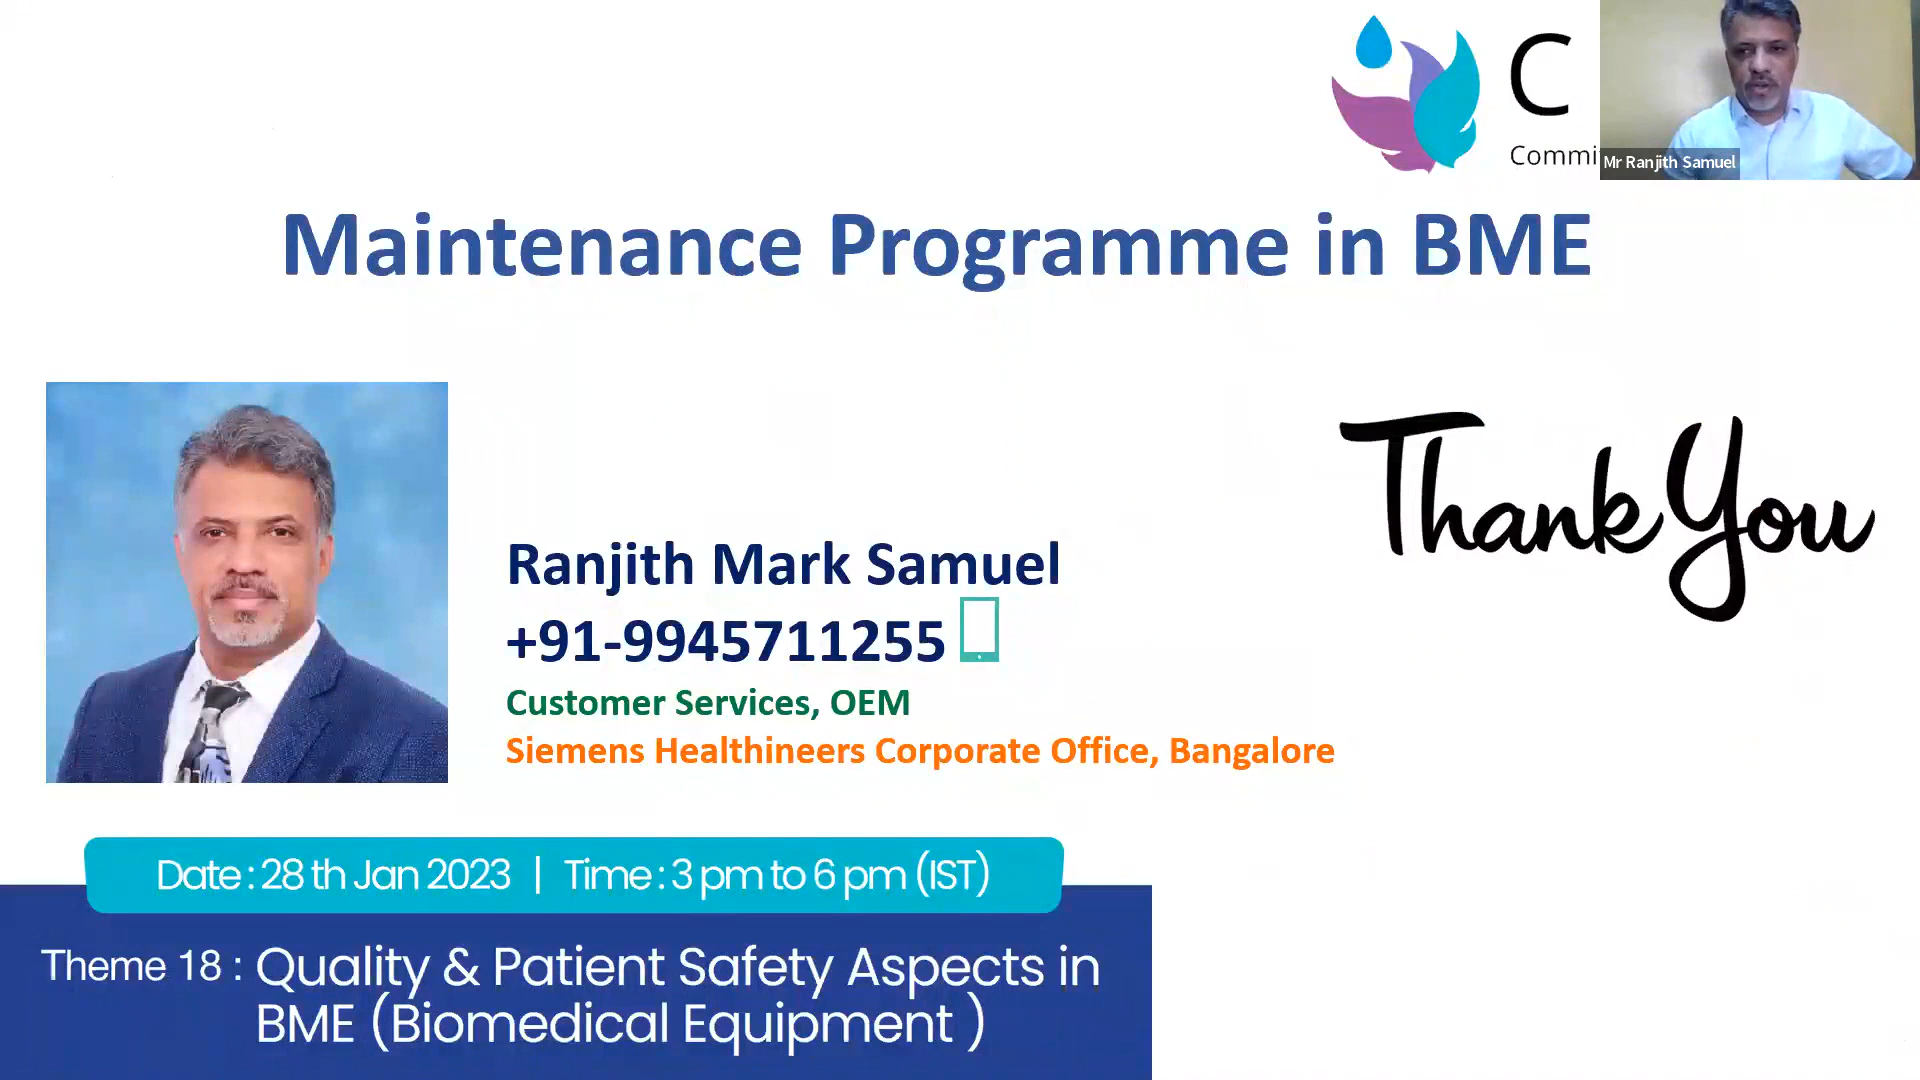 C
Commi
Mr Ranjith Samuel
Maintenance Programme in BME
Thank You
Ranjith Mark Samuel
+91-9945711255
Customer Services, OEM
Siemens Healthineers Corporate Office, Bangalore
Date : 28 th Jan 2023 | Time : 3 pm to 6 pm (IST)
Theme 18 : Quality & Patient Safety Aspects in
BME (Biomedical Equipment )